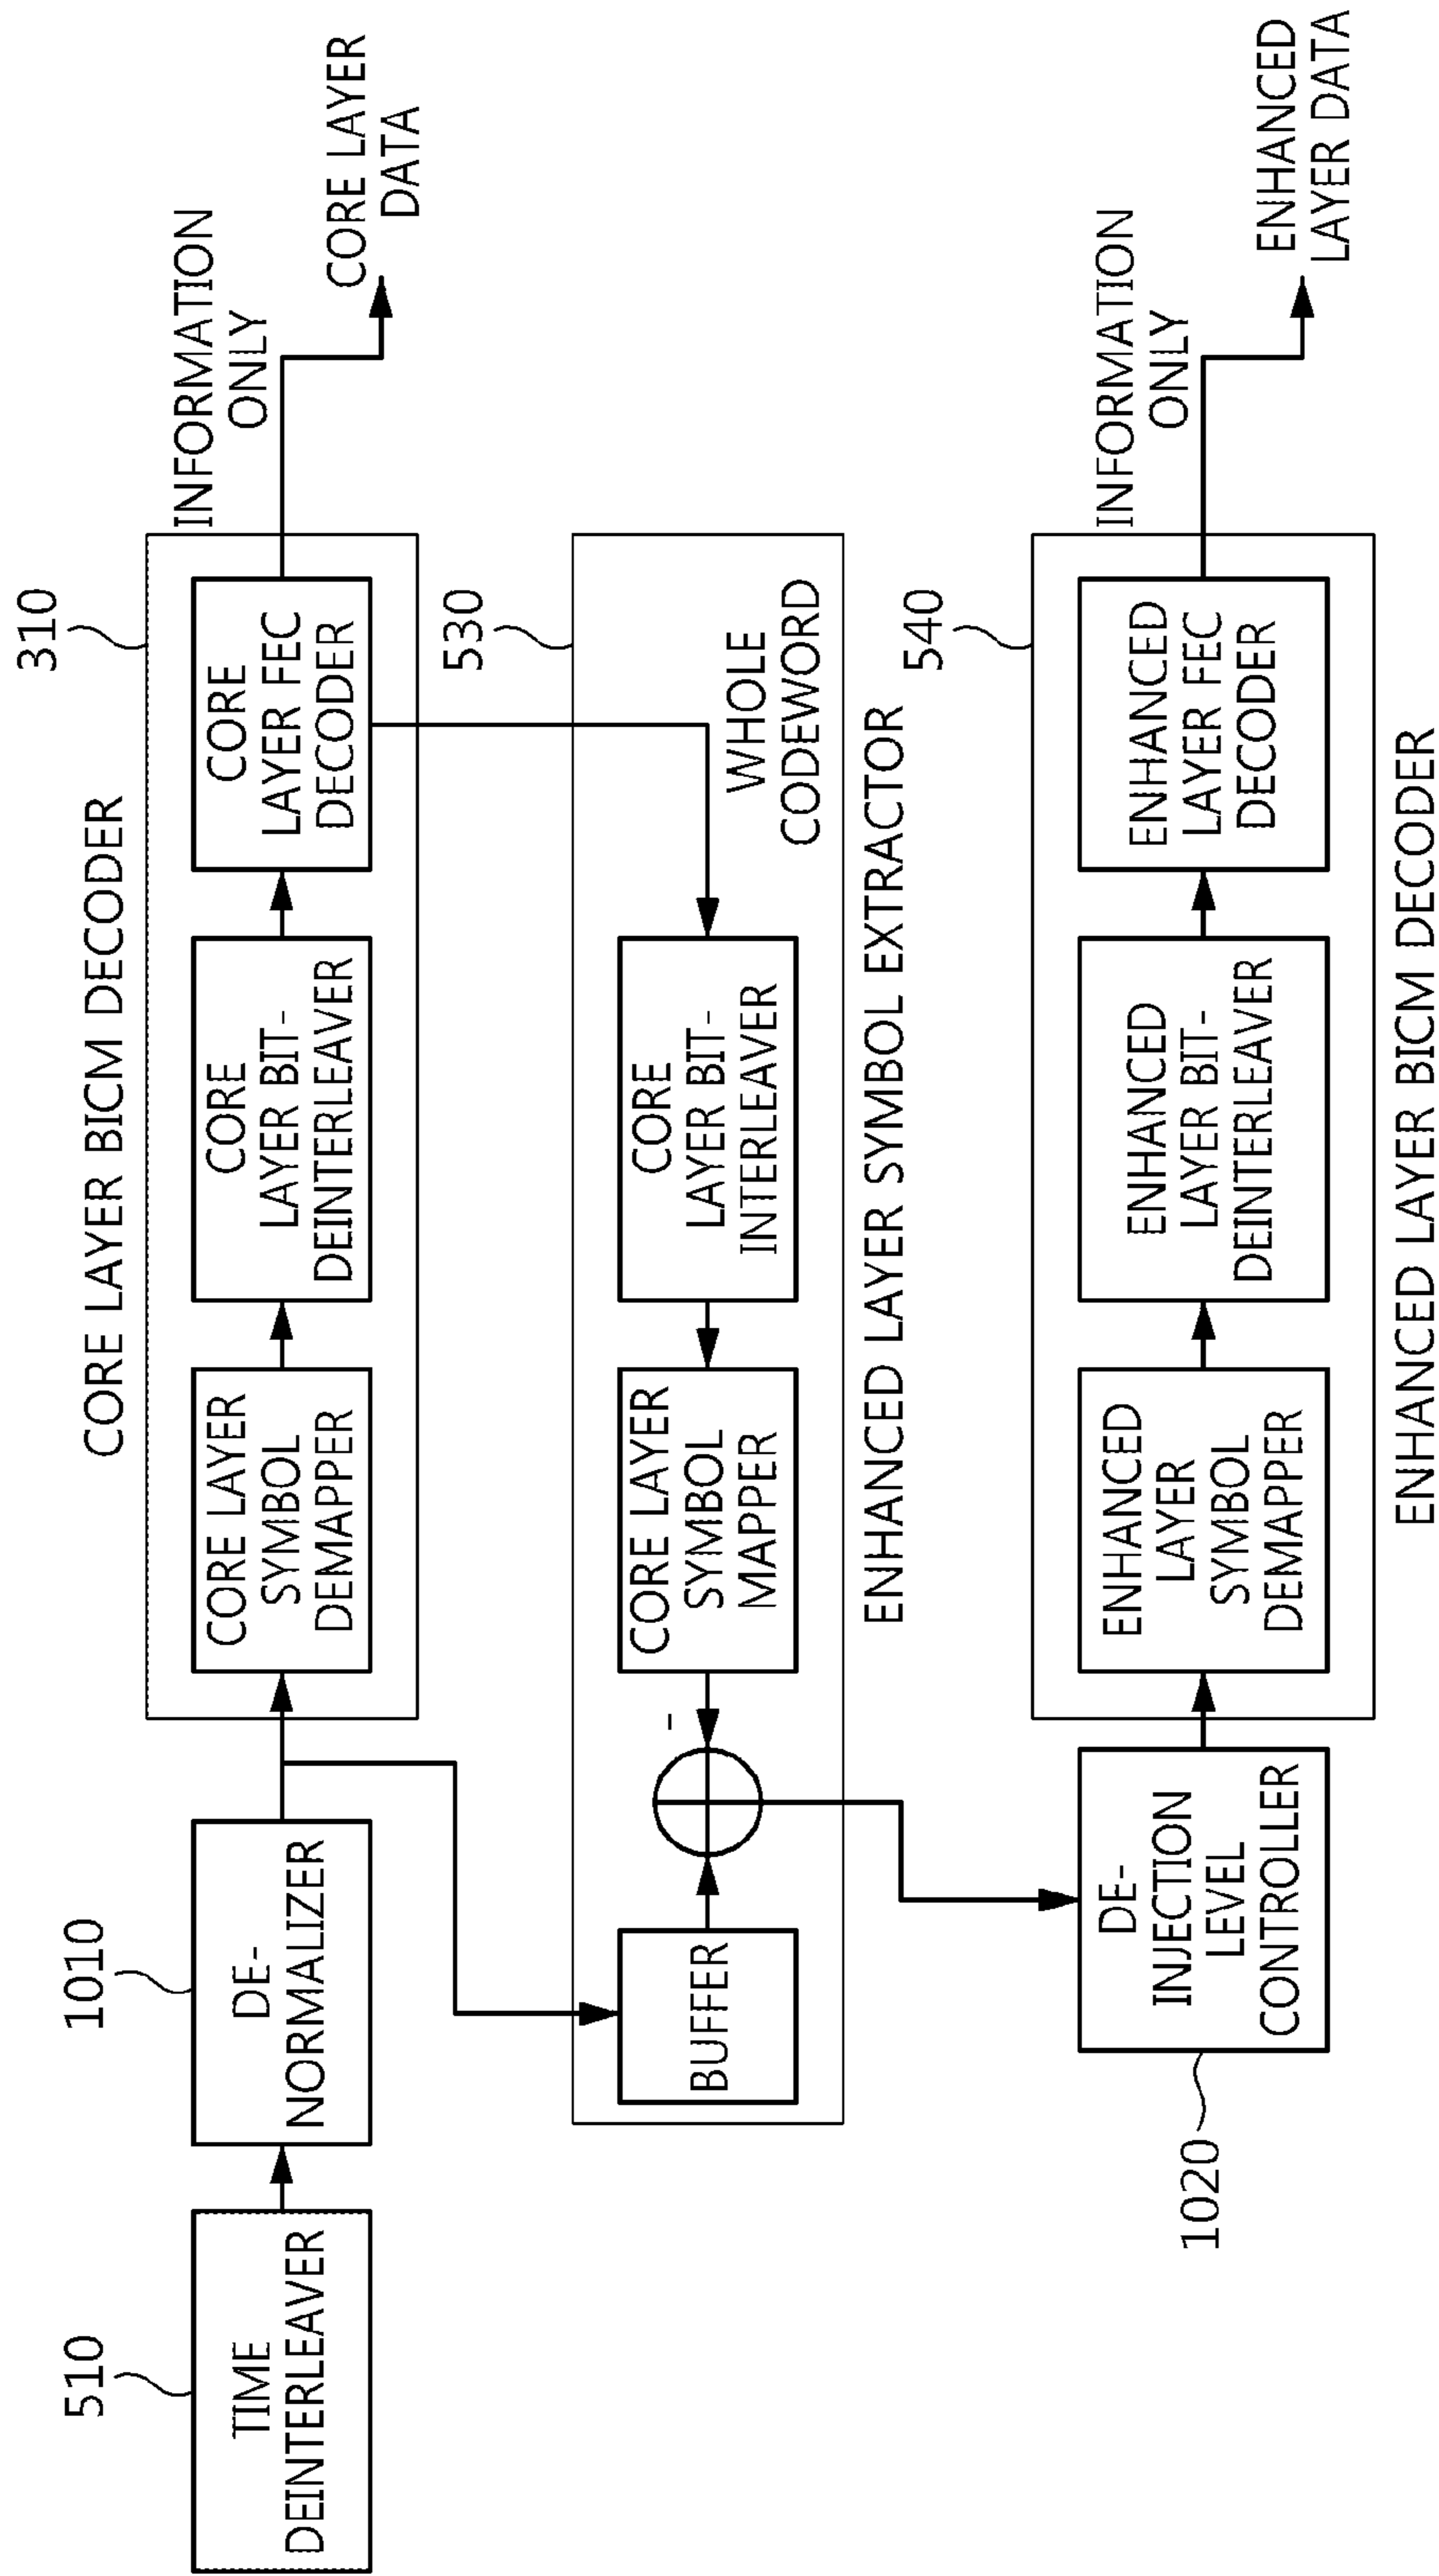 510
TIME
DEINTERLEAVER
1010
DE-
NORMALIZER
CORE LAYER BICM DECODER
310
CORE LAYER
SYMBOL
DEMAPPER
CORE
LAYER BIT-
DEINTERLEAVER
CORE
LAYER FEC
DECODER
INFORMATION
ONLY
CORE LAYER
DATA
530
BUFFER
-
CORE LAYER
SYMBOL
MAPPER
CORE
LAYER BIT-
INTERLEAVER
WHOLE
CODEWORD
ENHANCED LAYER SYMBOL EXTRACTOR
1020
DE-
INJECTION
LEVEL
CONTROLLER
540
ENHANCED
LAYER
SYMBOL
DEMAPPER
ENHANCED
LAYER BIT-
DEINTERLEAVER
ENHANCED
LAYER FEC
DECODER
INFORMATION
ONLY
ENHANCED
LAYER DATA
ENHANCED LAYER BICM DECODER